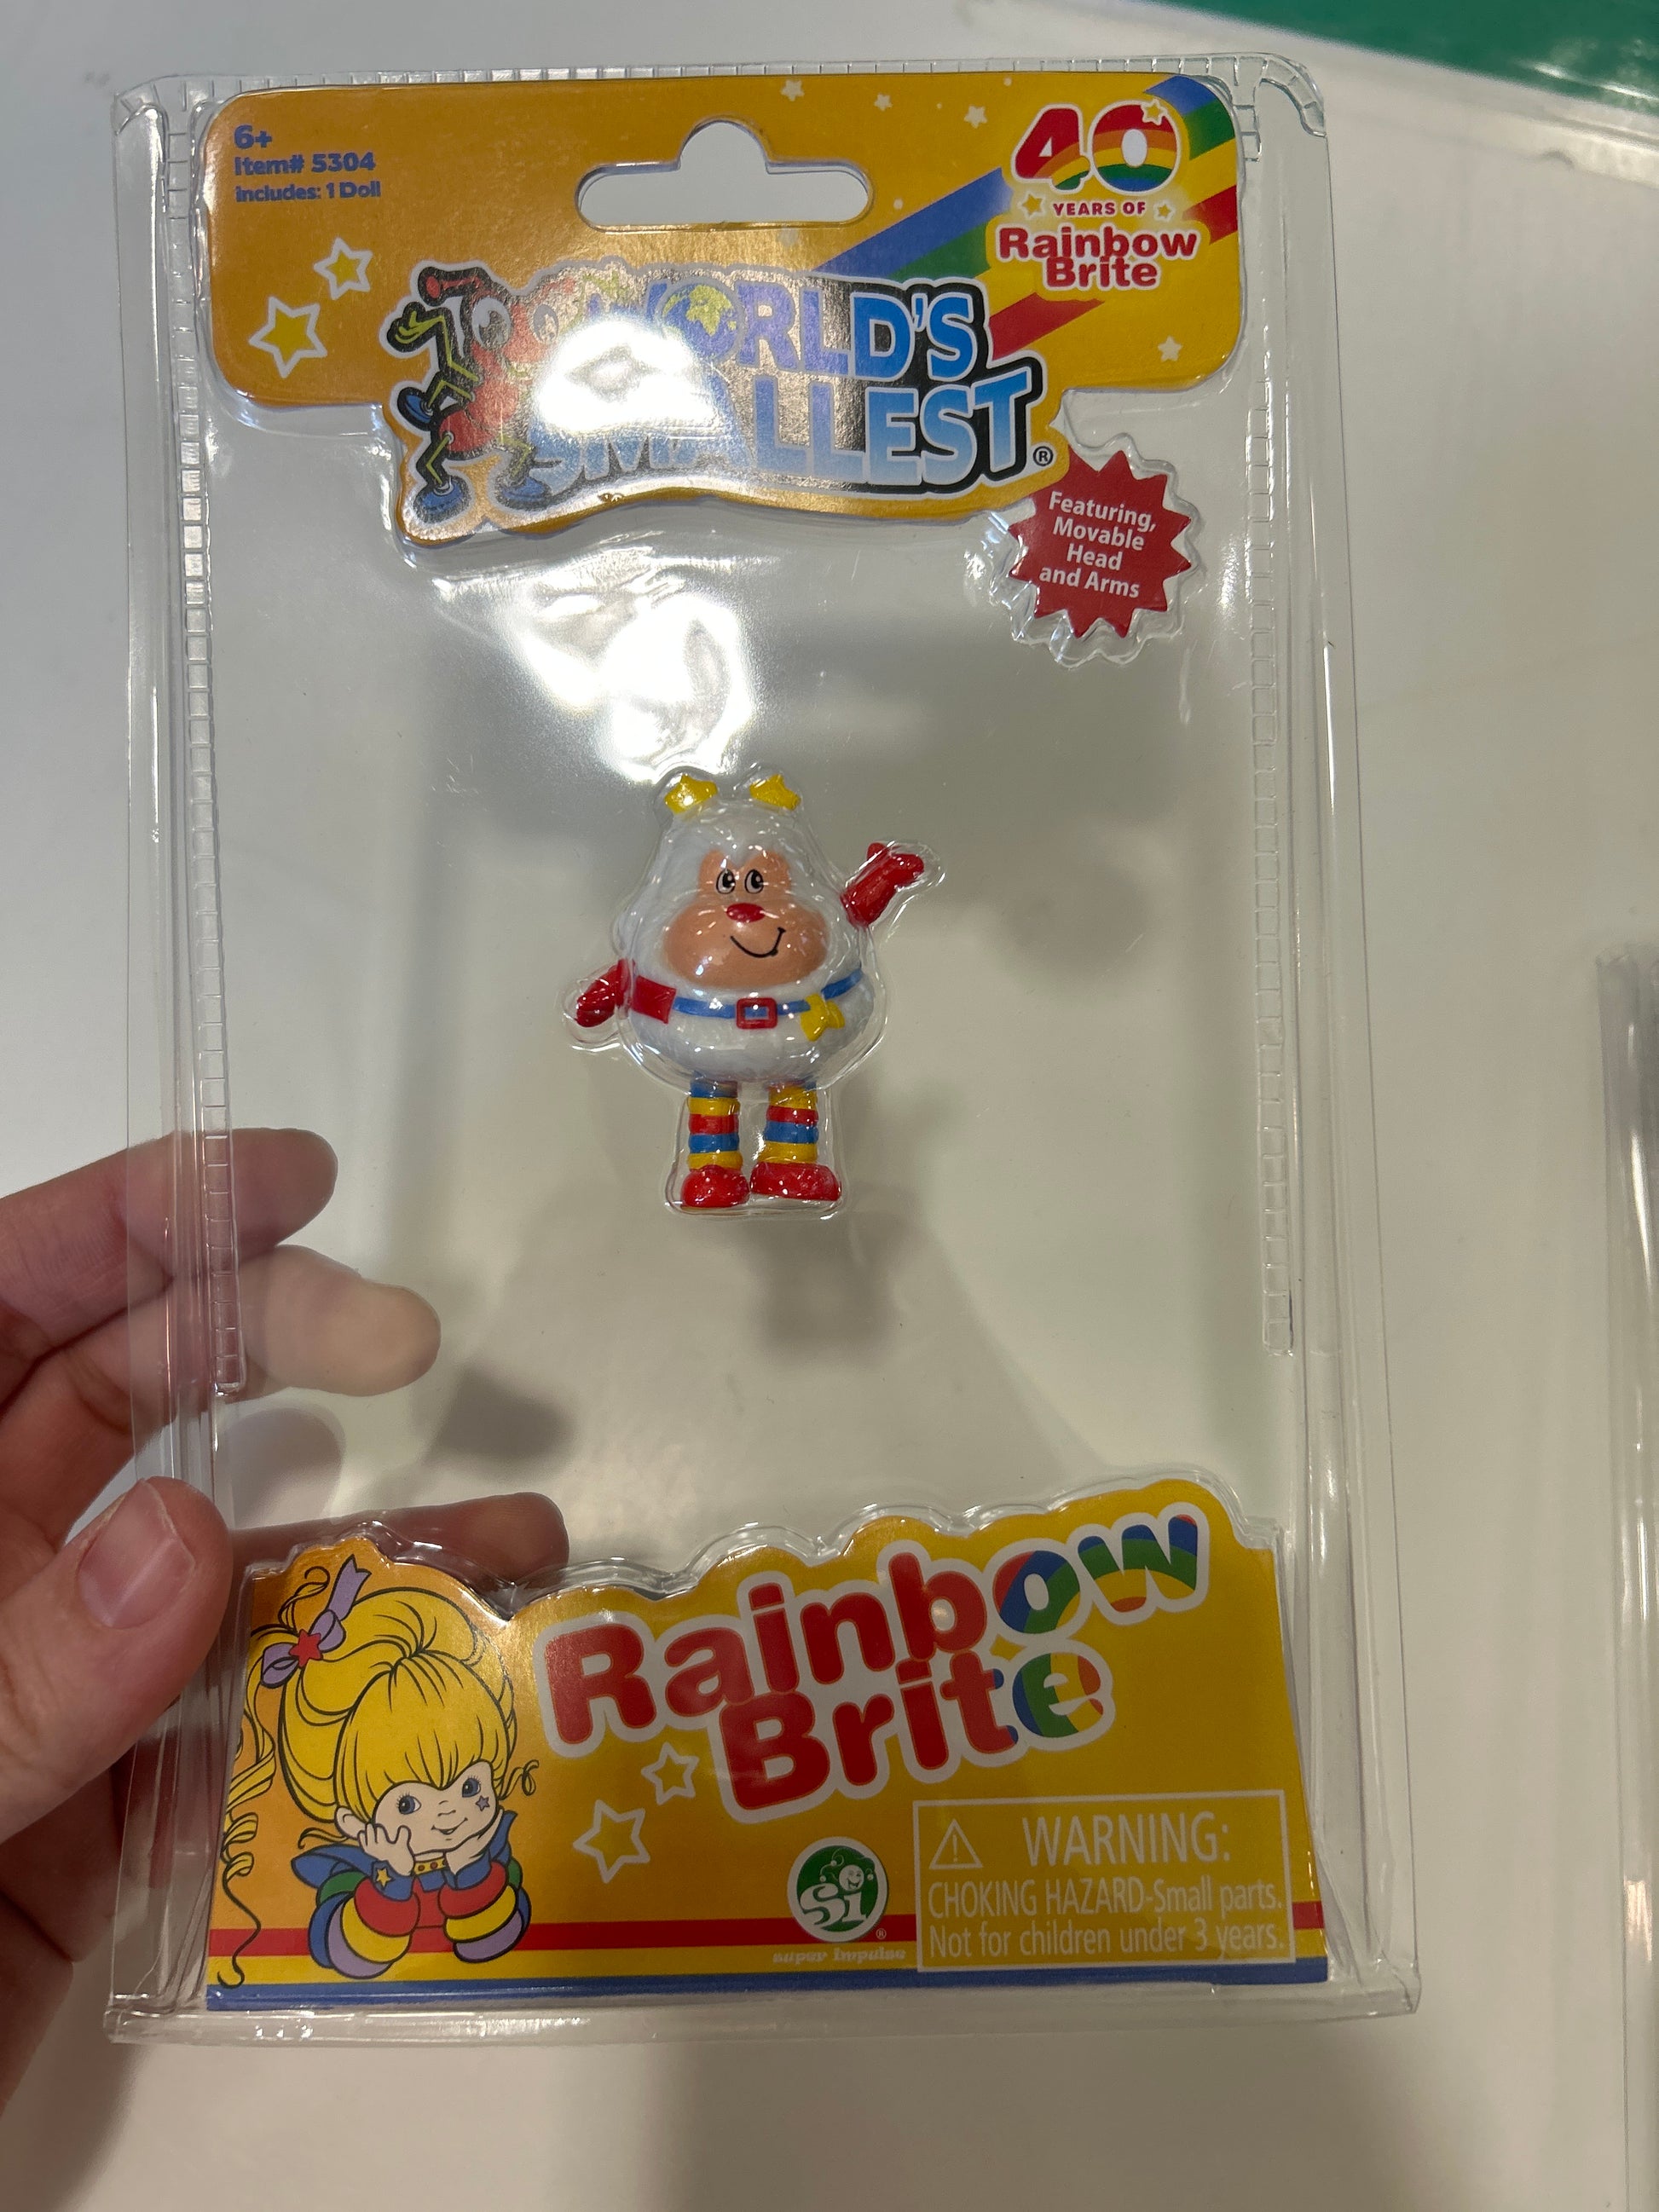 6+
Item# 5304
Includes: 1 Doll
40
YEARS OF
Rainbow
Brite
WORLD'S
SMALLEST®
Featuring,
Movable
Head
and Arms
Rainbow
Brite
Si®
super impulse
WARNING:
CHOKING HAZARD-Small parts.
Not for children under 3 years.